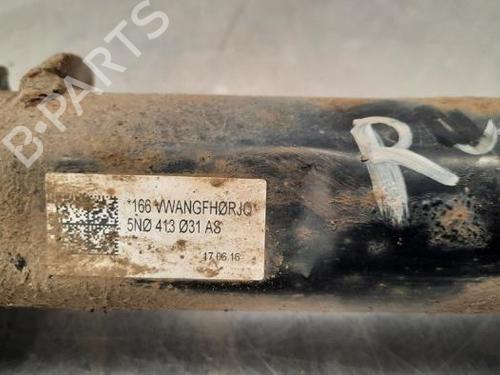 B-PARTS
*166 VWANGFHØRJQ*
5NØ 413 Ø31 AS
17.06.16
R